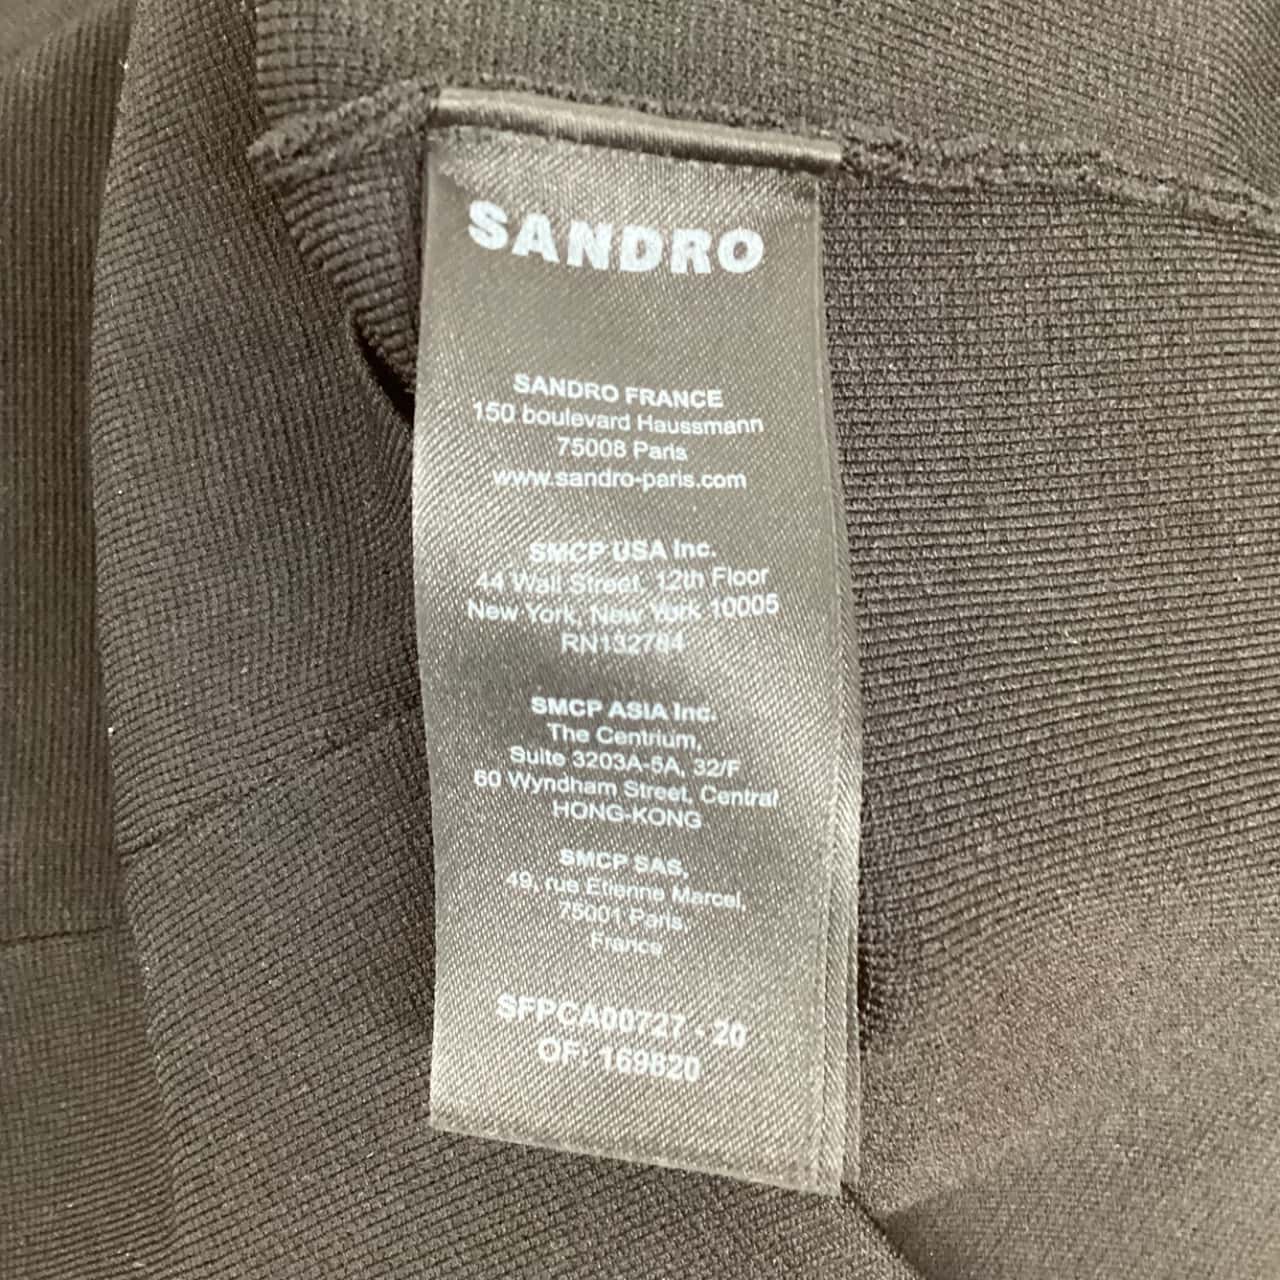 SANDRO
SANDRO FRANCE
150 boulevard Haussmann
75008 Paris
www.sandro-paris.com
SMCP USA Inc.
44 Wall Street, 12th Floor
New York, New York 10005
RN132784
SMCP ASIA Inc.
The Centrium,
Suite 3203A-5A, 32/F
60 Wyndham Street, Central
HONG-KONG
SMCP SAS,
49, rue Etienne Marcel,
75001 Paris,
France
SFPCA00727 - 20
OF: 169820